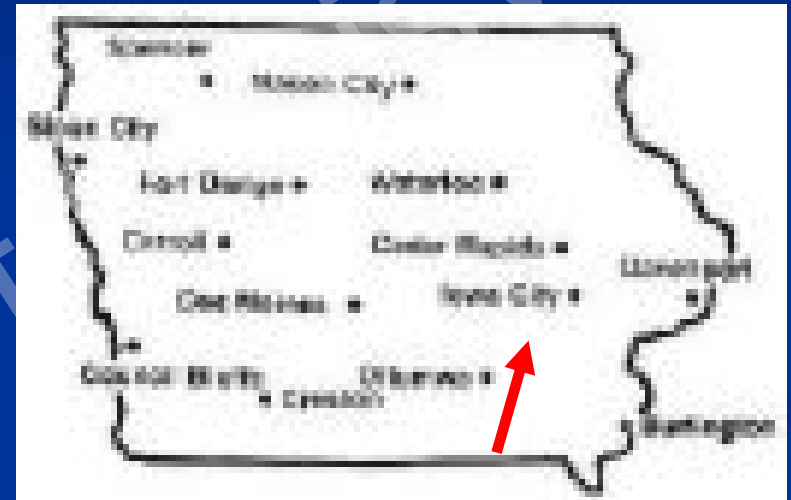 Spencer
Mason City
Sioux City
Fort Dodge
Waterloo
Carroll
Cedar Rapids
Davenport
Des Moines
Iowa City
Council Bluffs
Ottumwa
Creston
Burlington